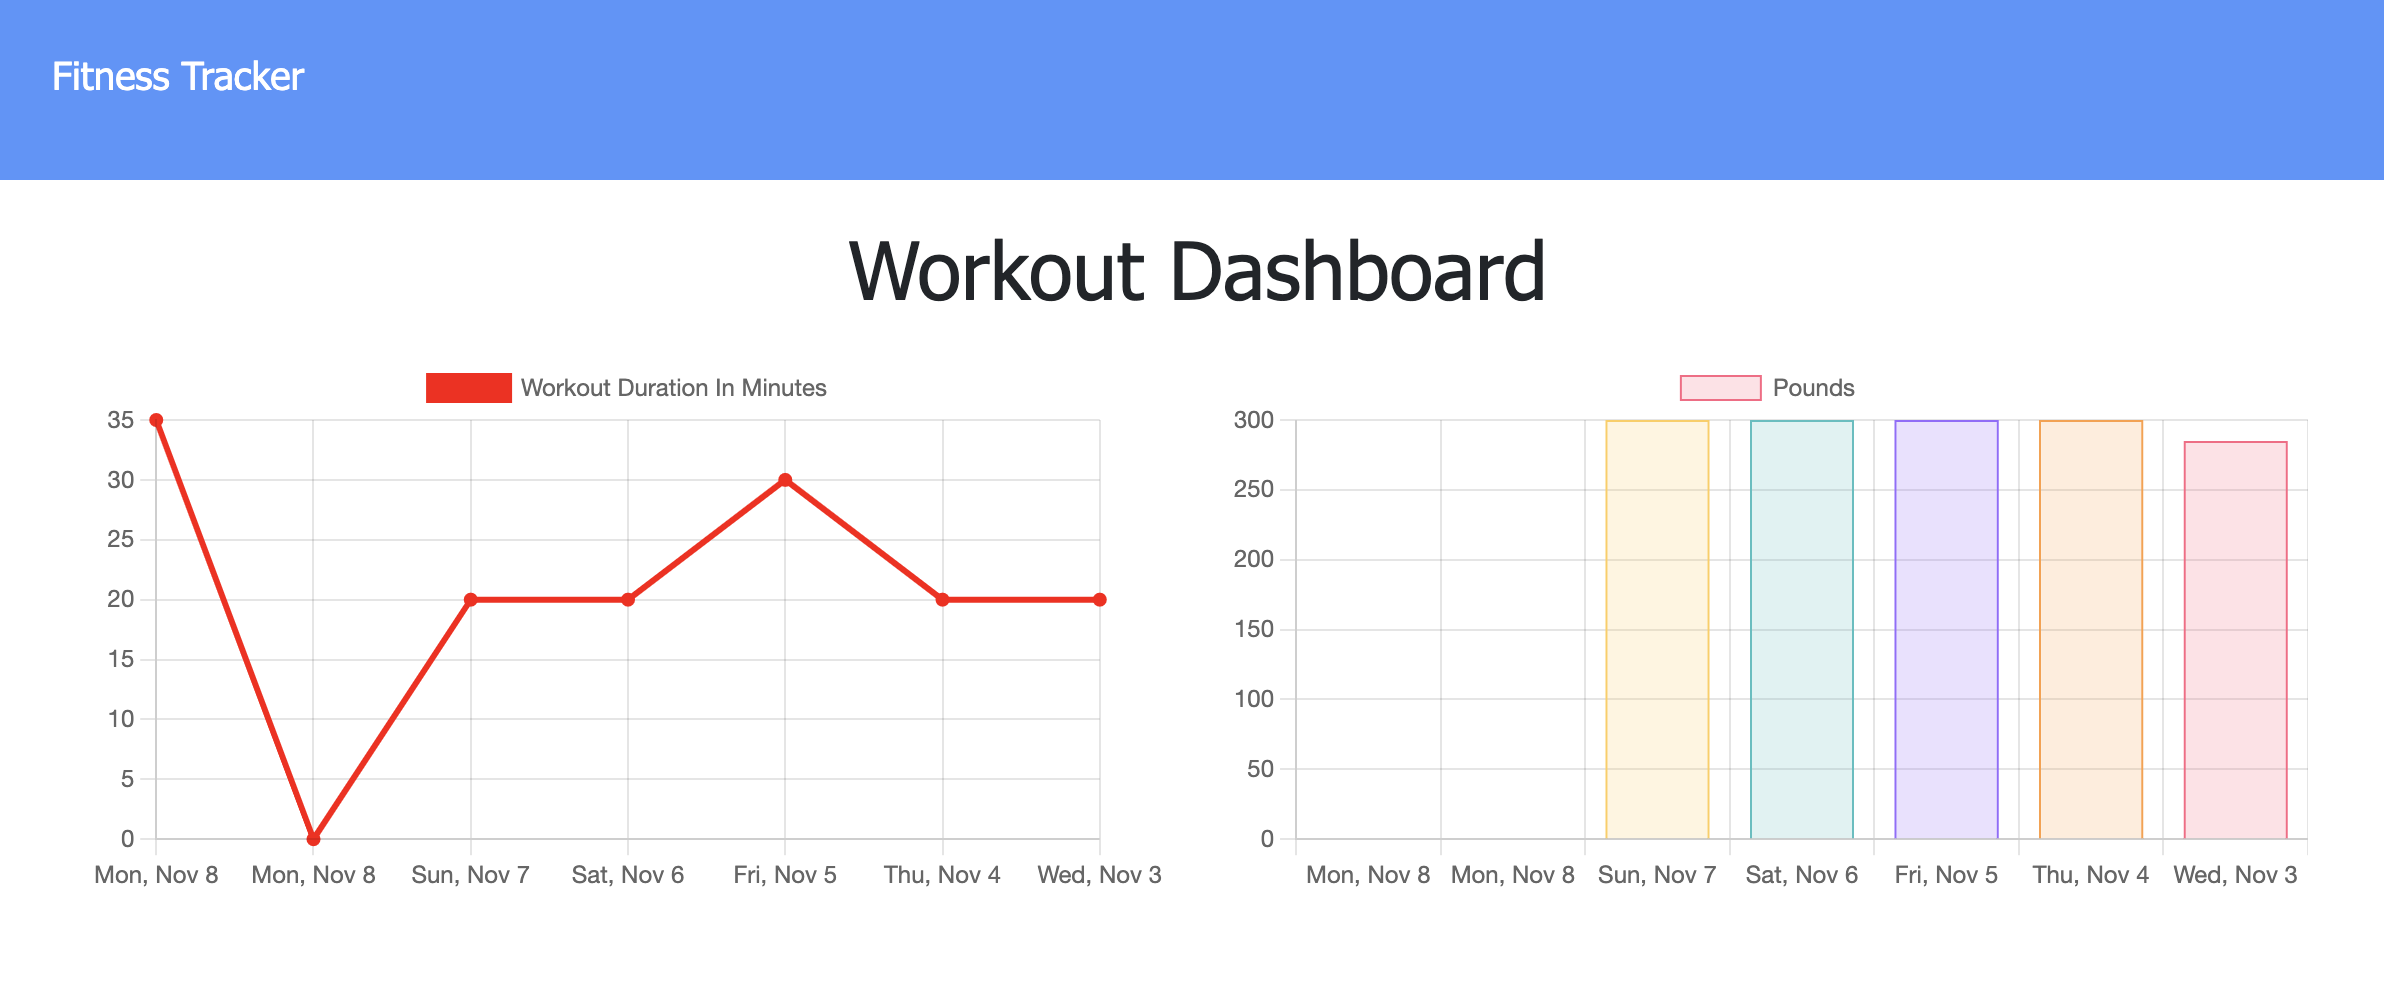 Fitness Tracker
Workout Dashboard
Workout Duration In Minutes
35
30
25
20
15
10
5
0
Mon, Nov 8 Mon, Nov 8 Sun, Nov 7 Sat, Nov 6 Fri, Nov 5 Thu, Nov 4 Wed, Nov 3
Pounds
300
250
200
150
100
50
0
Mon, Nov 8 Mon, Nov 8 Sun, Nov 7 Sat, Nov 6 Fri, Nov 5 Thu, Nov 4 Wed, Nov 3